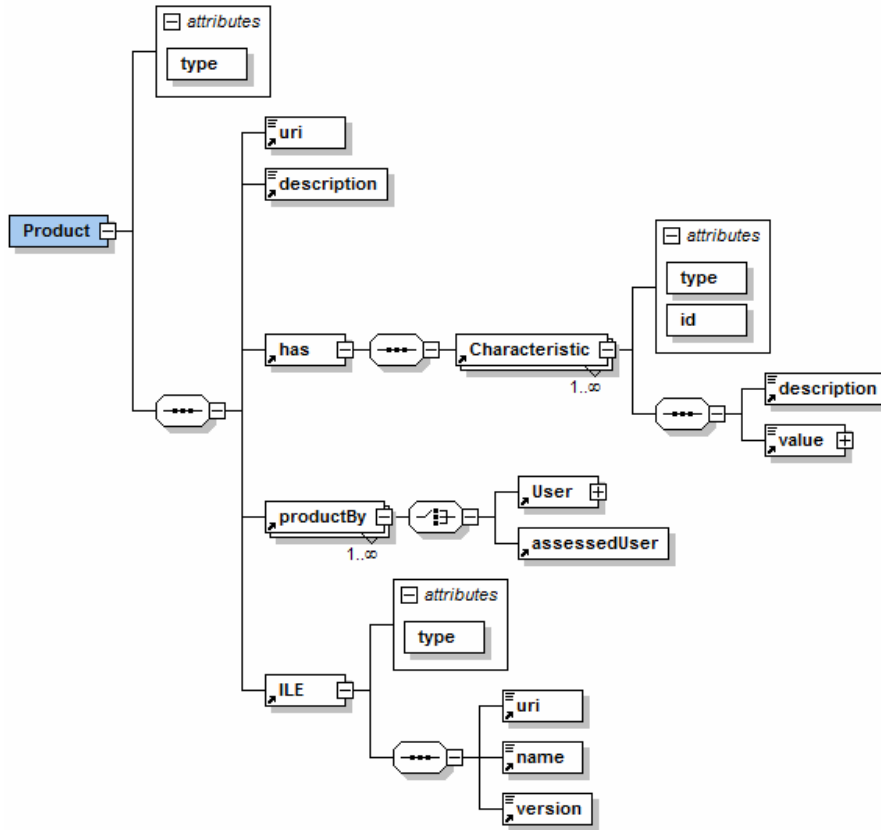 attributes
type
uri
description
Product
attributes
type
id
has
Characteristic
1..∞
description
value
User
productBy
1..∞
assessedUser
attributes
type
ILE
uri
name
version